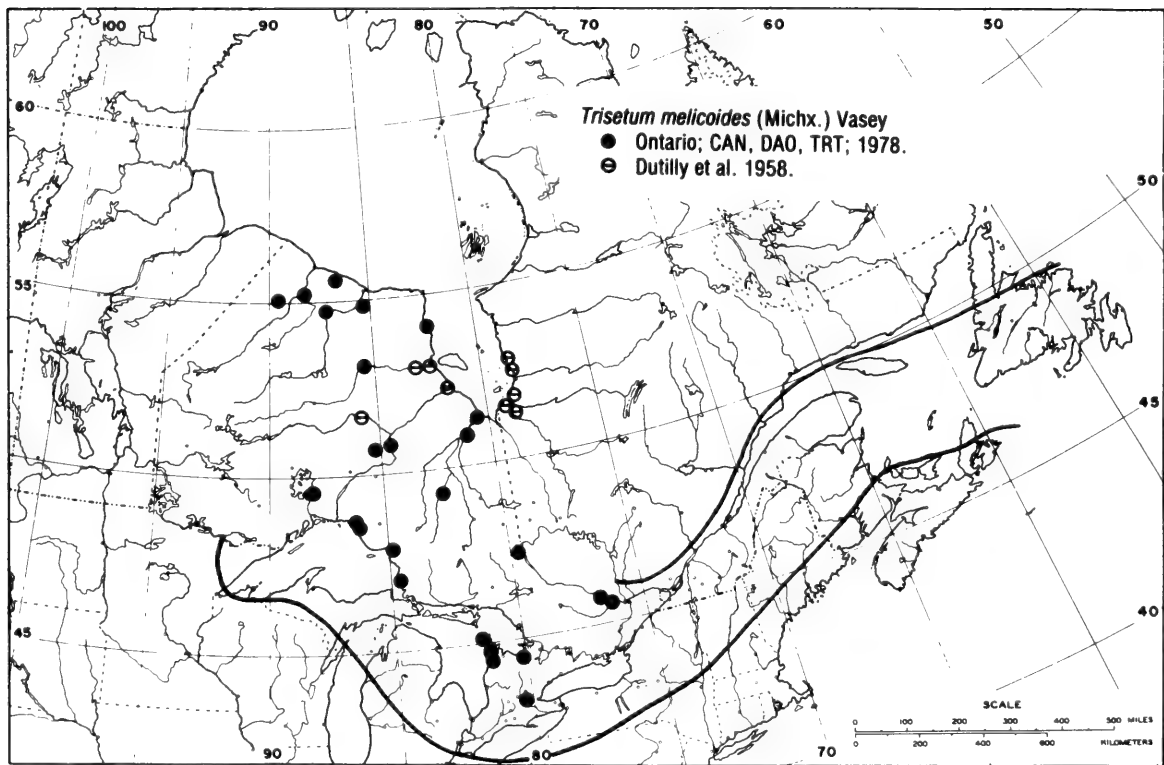 100 90 80 70 60 50
60
Trisetum melicoides (Michx.) Vasey
● Ontario; CAN, DAO, TRT; 1978.
⊖ Dutilly et al. 1958.
50
55
45
45
40
SCALE
0 100 200 300 400 500 MILES
0 200 400 600 KILOMETERS
90 80 70